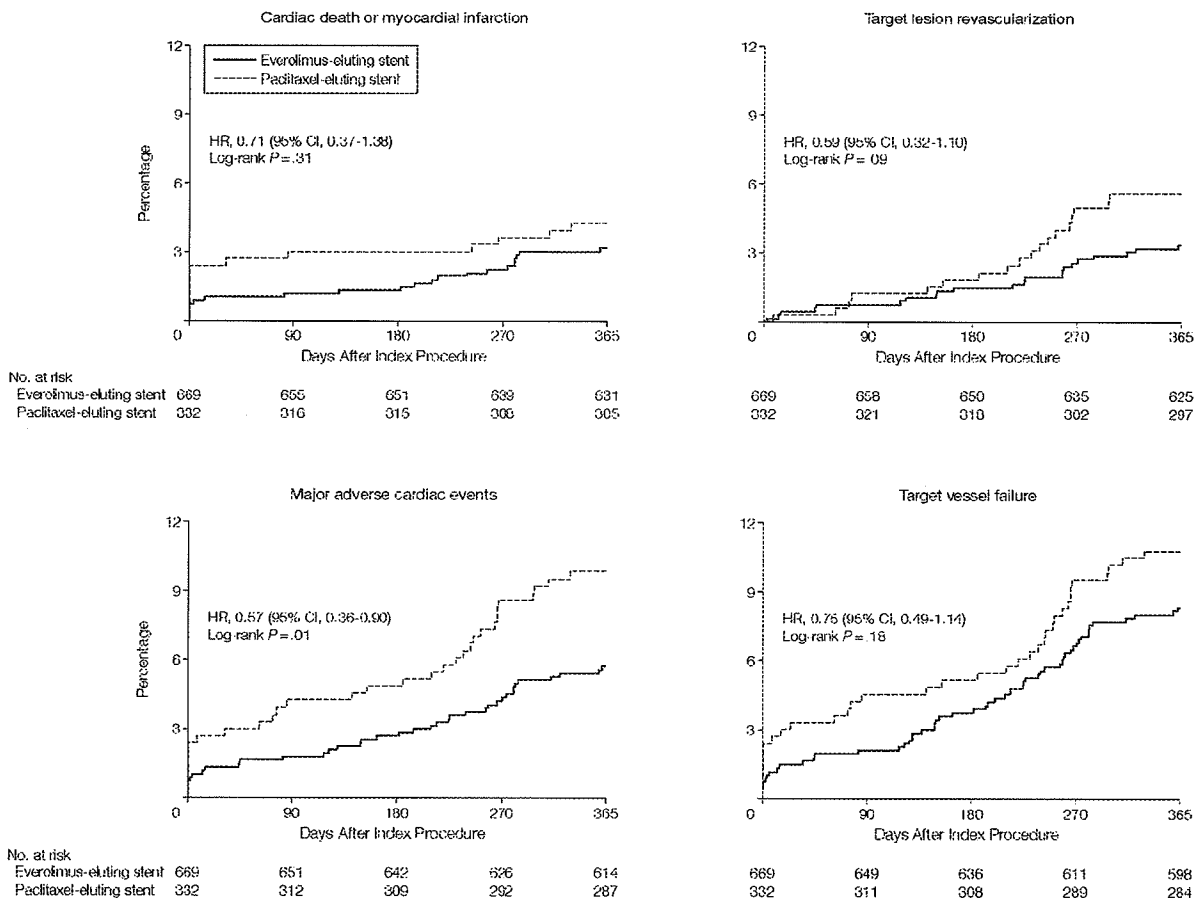 Cardiac death or myocardial infarction
12
9
6
3
0
Percentage
Everolimus-eluting stent
Paclitaxel-eluting stent
HR, 0.71 (95% CI, 0.37-1.38)
Log-rank P=.31
0 90 180 270 365
Days After Index Procedure
No. at risk
Everolimus-eluting stent 669 655 651 639 631
Paclitaxel-eluting stent 332 316 315 308 305
Target lesion revascularization
12
9
6
3
HR, 0.59 (95% CI, 0.32-1.10)
Log-rank P=.09
0 90 180 270 365
Days After Index Procedure
669 658 650 635 625
332 321 318 302 297
Major adverse cardiac events
12
9
6
3
Percentage
HR, 0.57 (95% CI, 0.36-0.90)
Log-rank P=.01
0 90 180 270 365
Days After Index Procedure
No. at risk
Everolimus-eluting stent 669 651 642 626 614
Paclitaxel-eluting stent 332 312 309 292 287
Target vessel failure
12
9
6
3
HR, 0.75 (95% CI, 0.49-1.14)
Log-rank P=.18
0 90 180 270 365
Days After Index Procedure
669 649 636 611 598
332 311 308 289 284